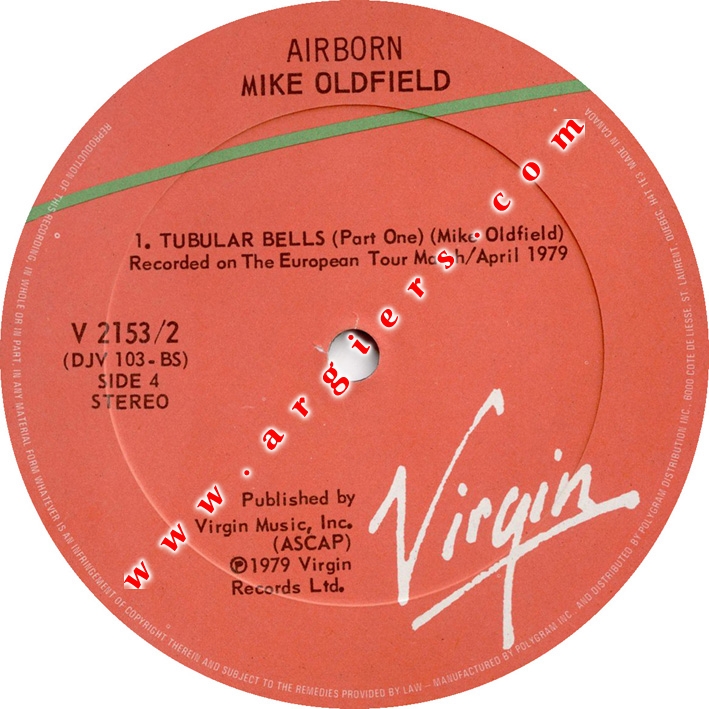 AIRBORN
MIKE OLDFIELD
1. TUBULAR BELLS (Part One) (Mike Oldfield)
Recorded on The European Tour March/April 1979
V 2153/2
(DJV 103-BS)
SIDE 4
STEREO
Published by
Virgin Music, Inc.
(ASCAP)
℗1979 Virgin
Records Ltd.
Virgin
www.argiers.com
REPRODUCTION OF THIS RECORDING, IN WHOLE OR IN PART, IN ANY MATERIAL FORM WHATEVER IS AN INFRINGEMENT OF COPYRIGHT THEREIN AND SUBJECT TO THE REMEDIES PROVIDED BY LAW — MANUFACTURED BY POLYGRAM INC. AND DISTRIBUTED BY POLYGRAM DISTRIBUTION INC. 6000 COTE DE LIESSE, ST LAURENT, QUEBEC, H4T 1E3 MADE IN CANADA